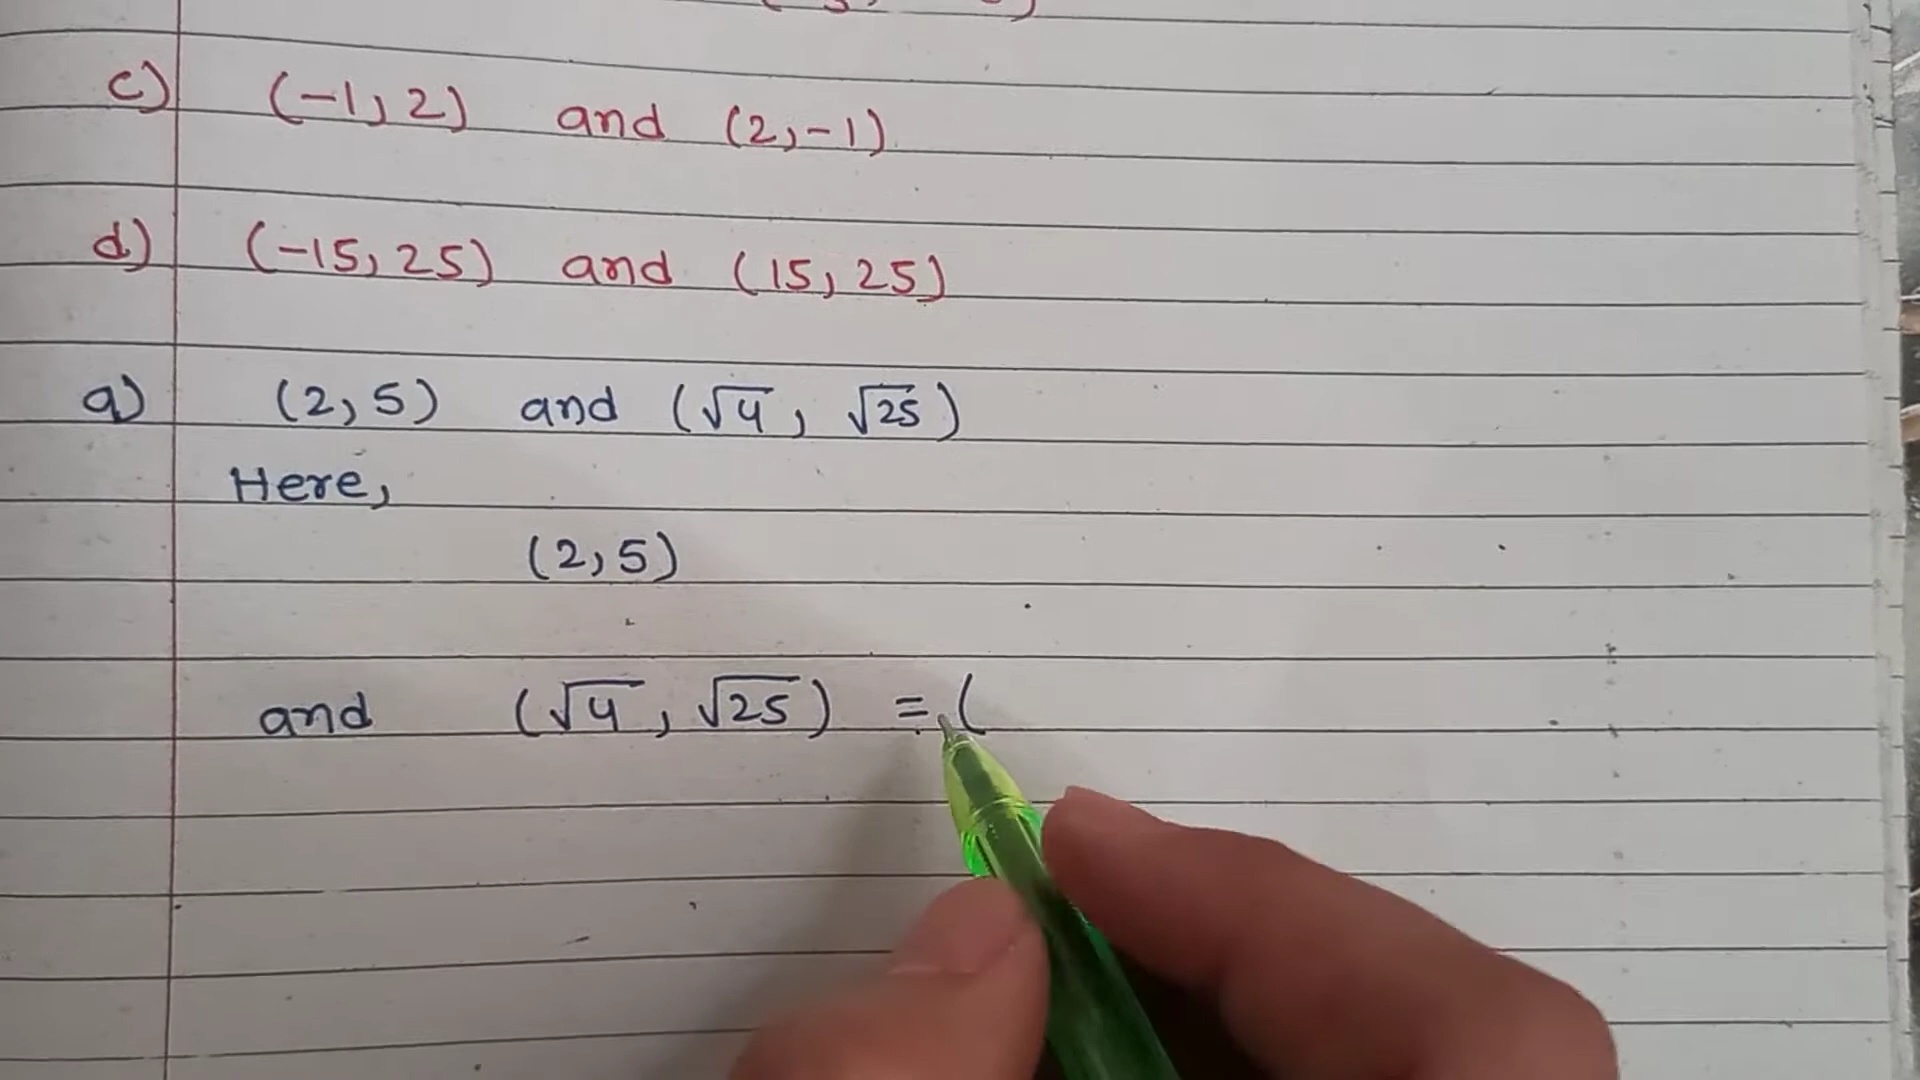 c) (-1, 2) and (2, -1)
d) (-15, 25) and (15, 25)
a) (2, 5) and (√4, √25)
Here,
(2, 5)
and (√4, √25) = (